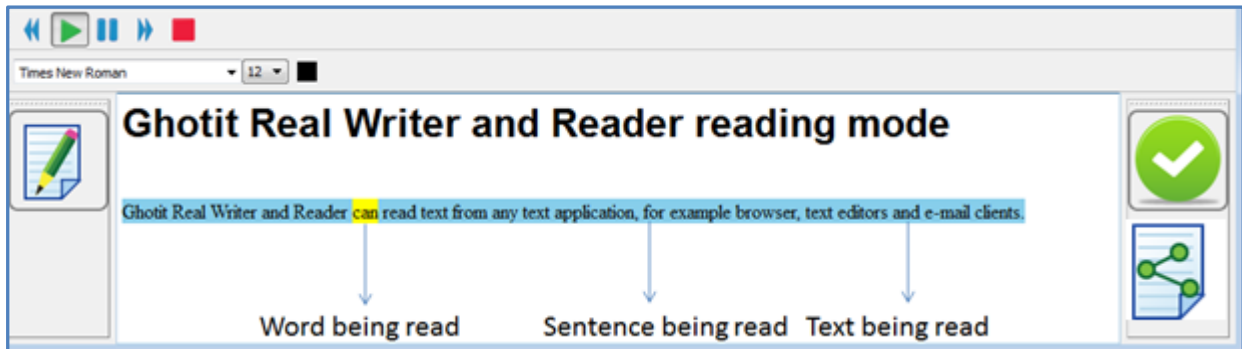 Times New Roman 12
Ghotit Real Writer and Reader reading mode
Ghotit Real Writer and Reader can read text from any text application, for example browser, text editors and e-mail clients.
Word being read Sentence being read Text being read